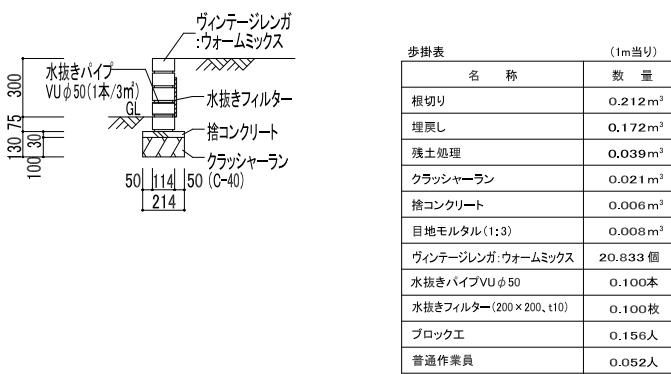 ヴィンテージレンガ
:ウォームミックス
水抜きパイプ
VUφ50(1本/3㎡)
GL
水抜きフィルター
捨コンクリート
クラッシャーラン
(C-40)
300
75
130
30
100
50
114
50
214
歩掛表
(1m当り)
名 称 数 量
根切り 0.212m³
埋戻し 0.172m³
残土処理 0.039m³
クラッシャーラン 0.021m³
捨コンクリート 0.006m³
目地モルタル(1:3) 0.008m³
ヴィンテージレンガ:ウォームミックス 20.833個
水抜きパイプVUφ50 0.100本
水抜きフィルター(200×200、t10) 0.100枚
ブロック工 0.156人
普通作業員 0.052人